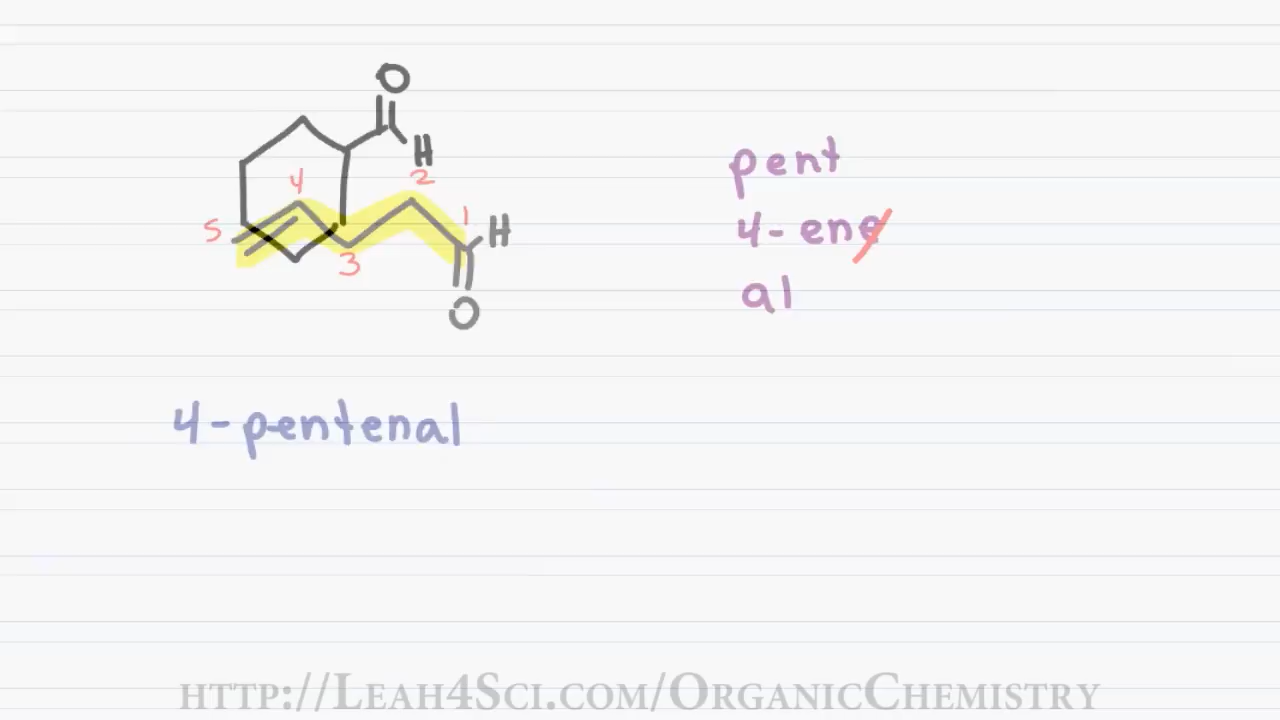 O
H
2
4
1
5
H
3
O
pent
4-ene
al
4-pentenal
http://Leah4Sci.com/OrganicChemistry